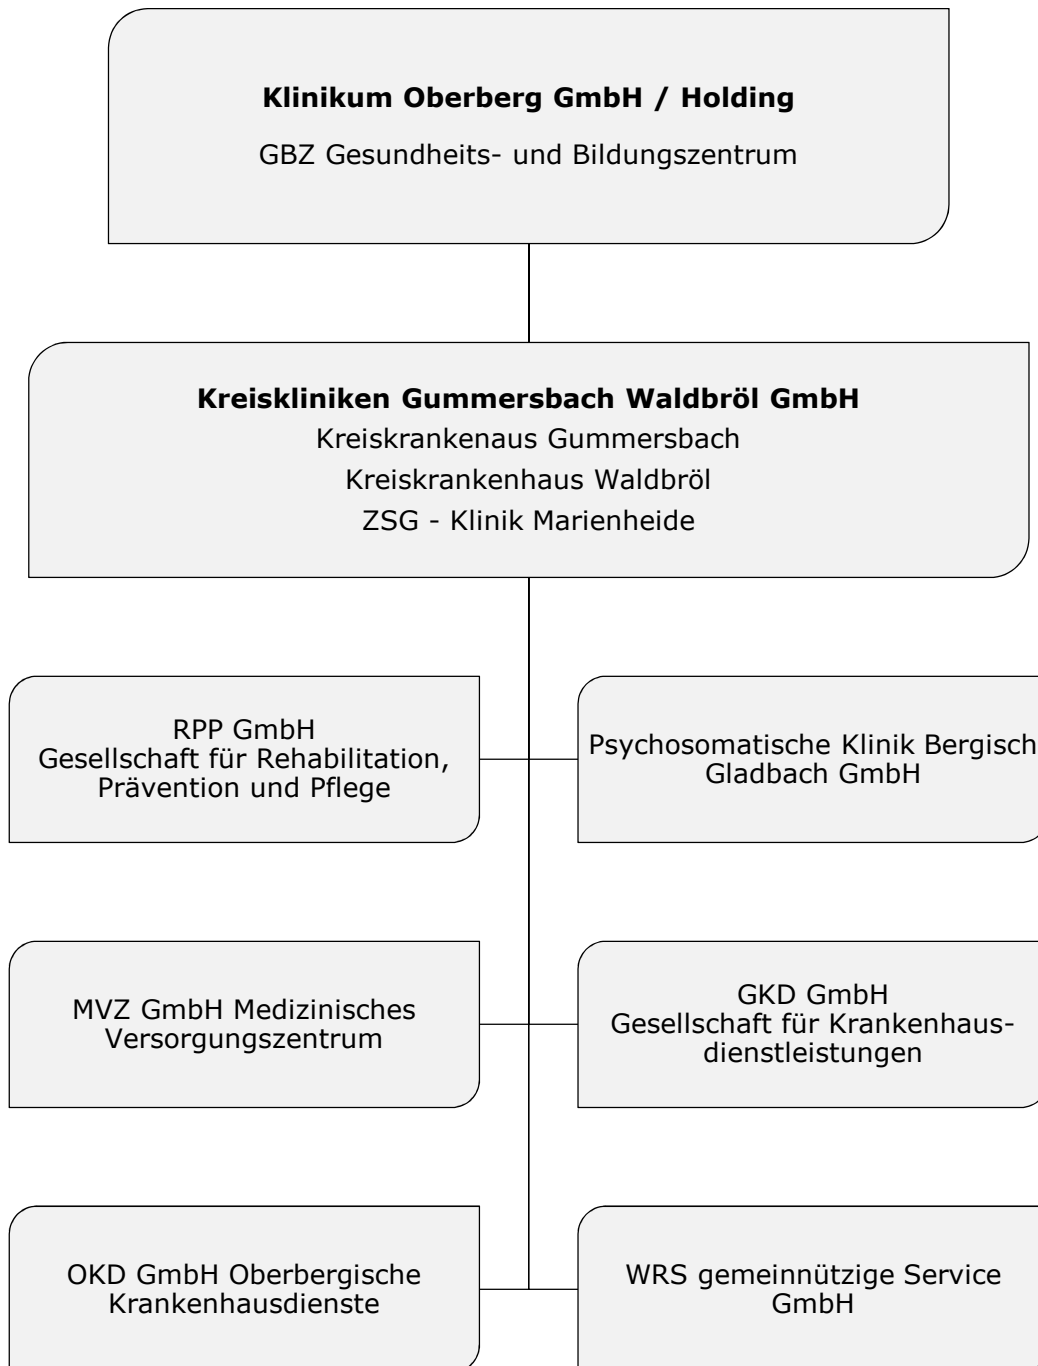 Klinikum Oberberg GmbH / Holding
GBZ Gesundheits- und Bildungszentrum
Kreiskliniken Gummersbach Waldbröl GmbH
Kreiskrankenaus Gummersbach
Kreiskrankenhaus Waldbröl
ZSG - Klinik Marienheide
RPP GmbH
Gesellschaft für Rehabilitation,
Prävention und Pflege
Psychosomatische Klinik Bergisch
Gladbach GmbH
MVZ GmbH Medizinisches
Versorgungszentrum
GKD GmbH
Gesellschaft für Krankenhaus-
dienstleistungen
OKD GmbH Oberbergische
Krankenhausdienste
WRS gemeinnützige Service
GmbH